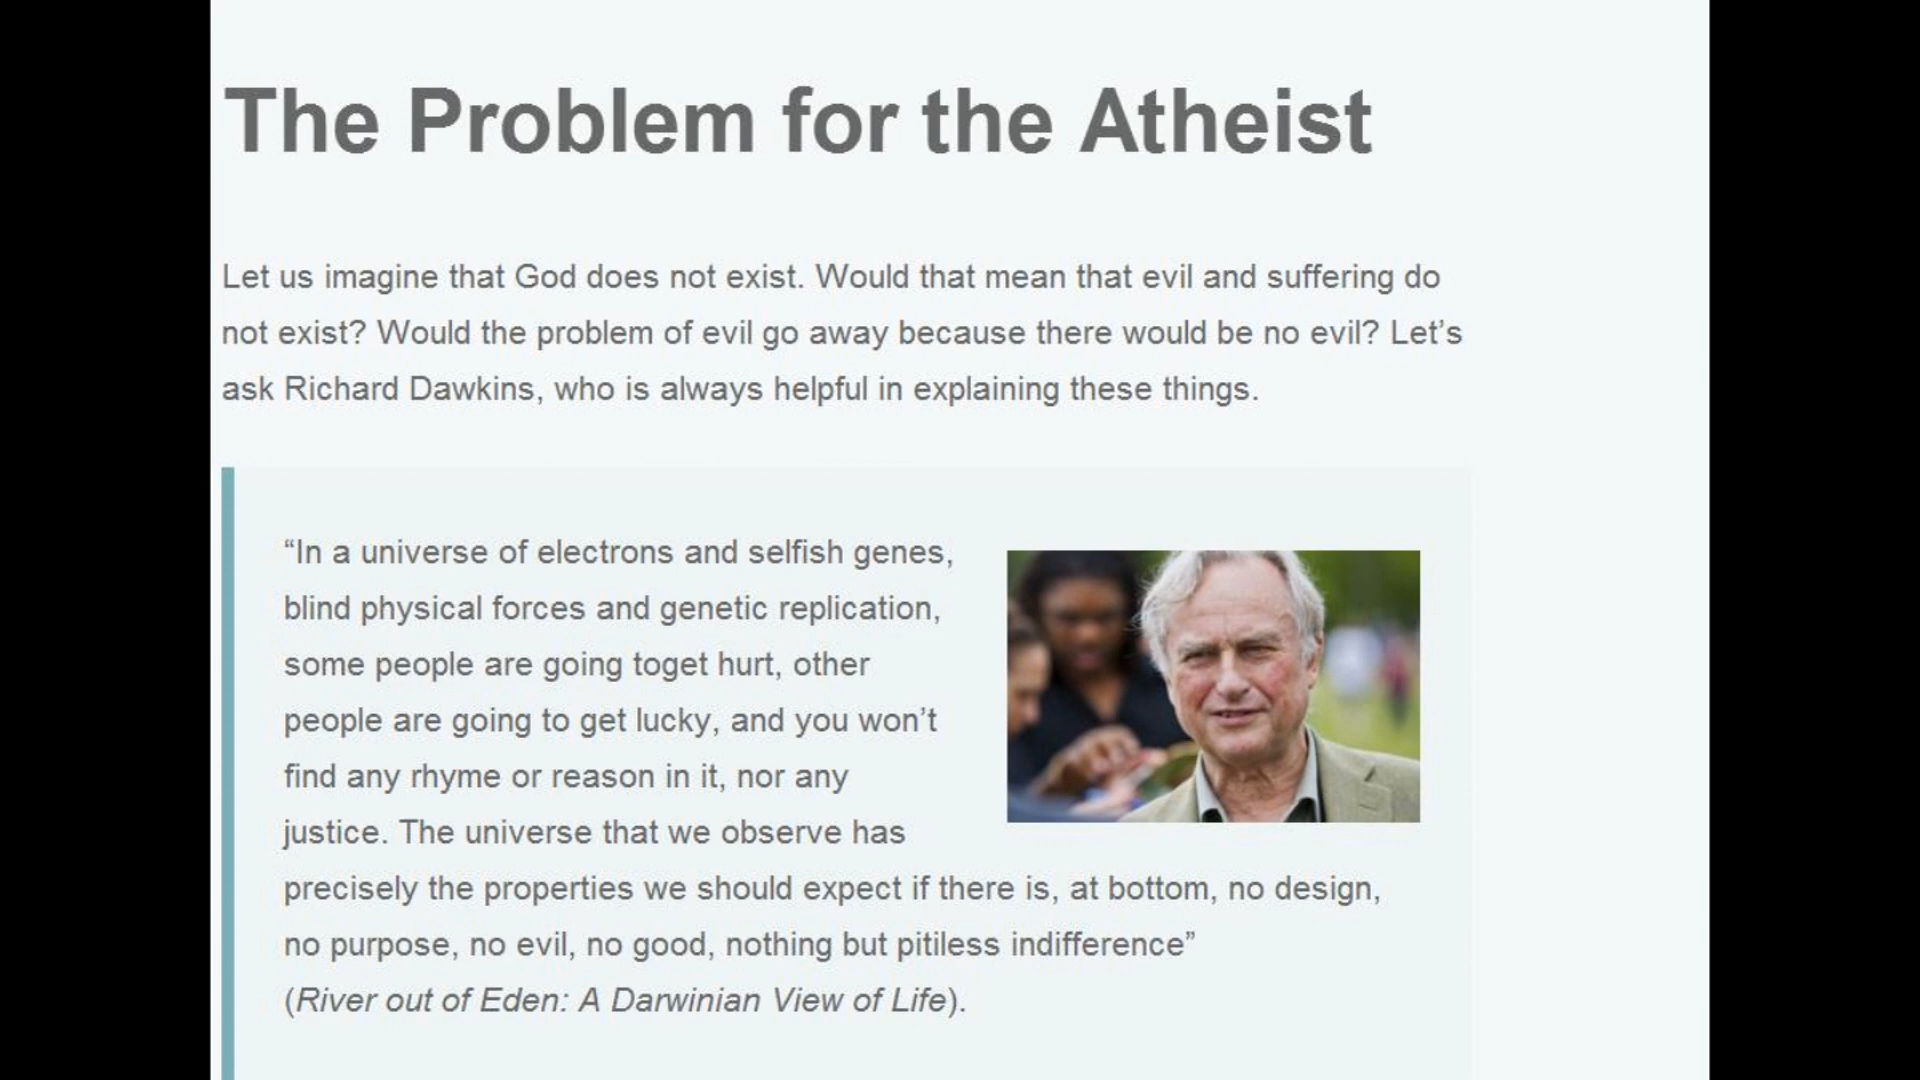 The Problem for the Atheist
Let us imagine that God does not exist. Would that mean that evil and suffering do
not exist? Would the problem of evil go away because there would be no evil? Let’s
ask Richard Dawkins, who is always helpful in explaining these things.
“In a universe of electrons and selfish genes,
blind physical forces and genetic replication,
some people are going toget hurt, other
people are going to get lucky, and you won’t
find any rhyme or reason in it, nor any
justice. The universe that we observe has
precisely the properties we should expect if there is, at bottom, no design,
no purpose, no evil, no good, nothing but pitiless indifference”
(River out of Eden: A Darwinian View of Life).